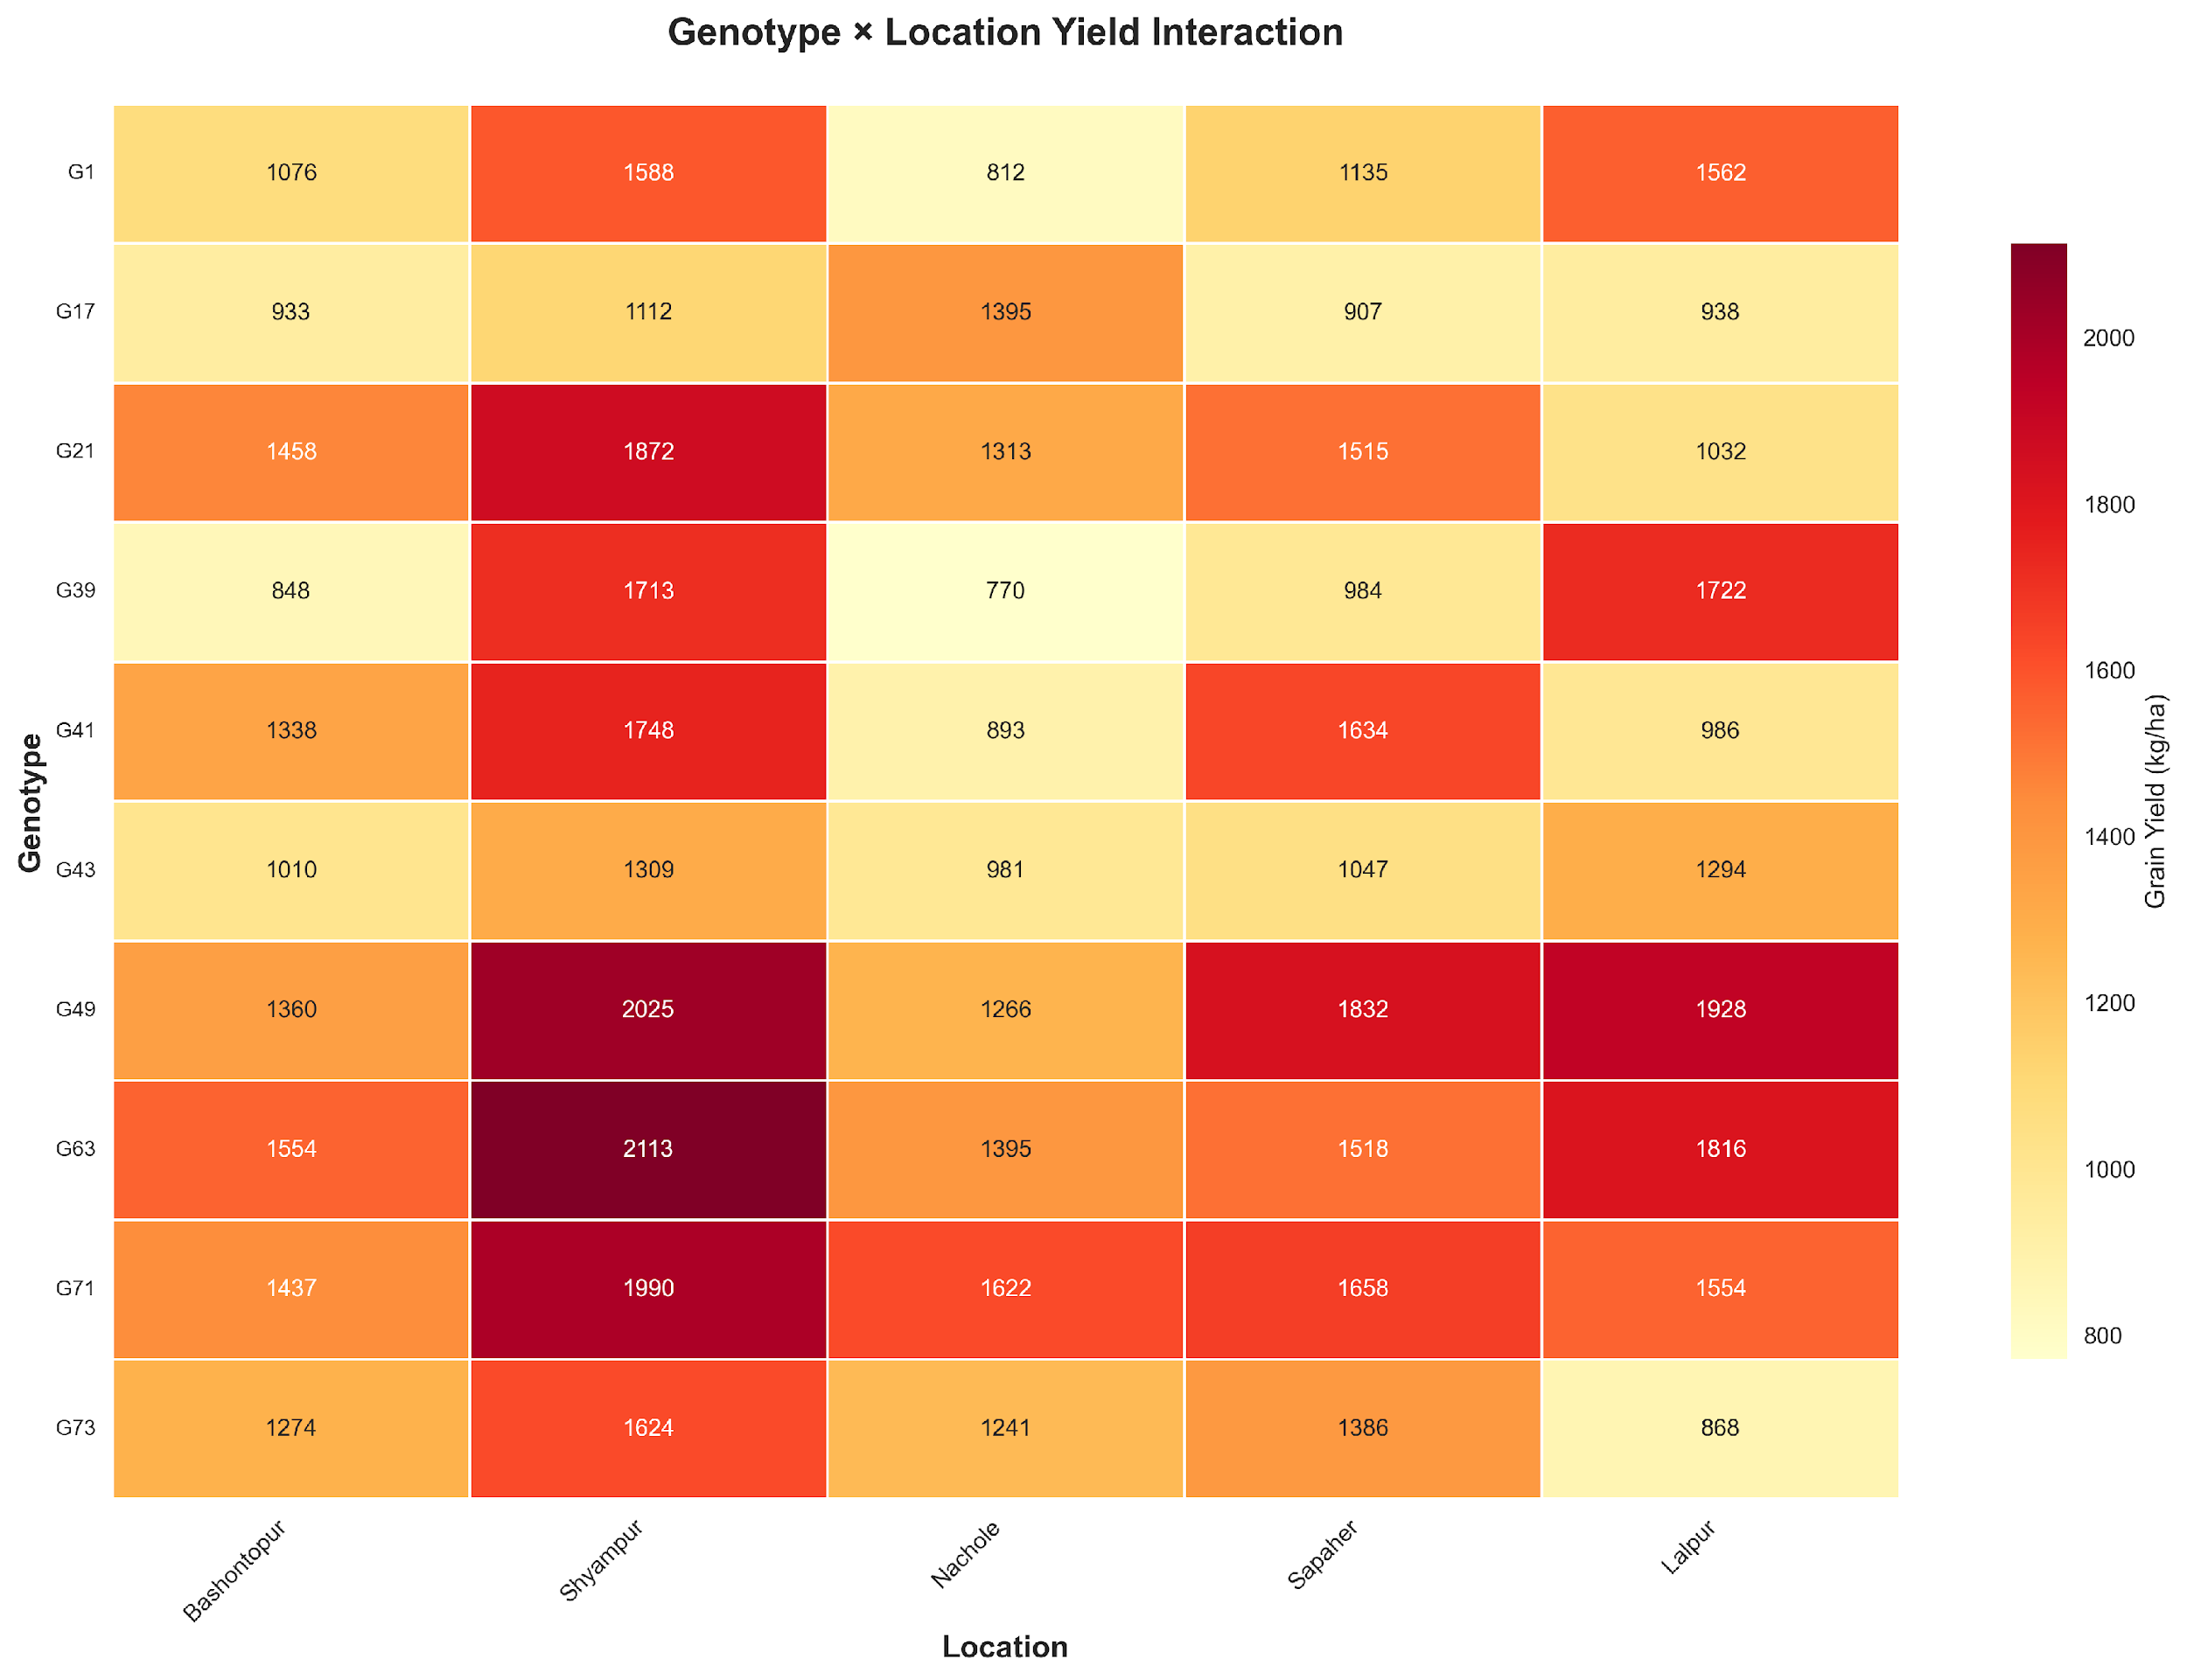 Genotype × Location Yield Interaction
G1 1076 1588 812 1135 1562
G17 933 1112 1395 907 938
G21 1458 1872 1313 1515 1032
G39 848 1713 770 984 1722
G41 1338 1748 893 1634 986
G43 1010 1309 981 1047 1294
G49 1360 2025 1266 1832 1928
G63 1554 2113 1395 1518 1816
G71 1437 1990 1622 1658 1554
G73 1274 1624 1241 1386 868
Genotype
Bashontopur Shyampur Nachole Sapaher Lalpur
Location
2000
1800
1600
1400
1200
1000
800
Grain Yield (kg/ha)